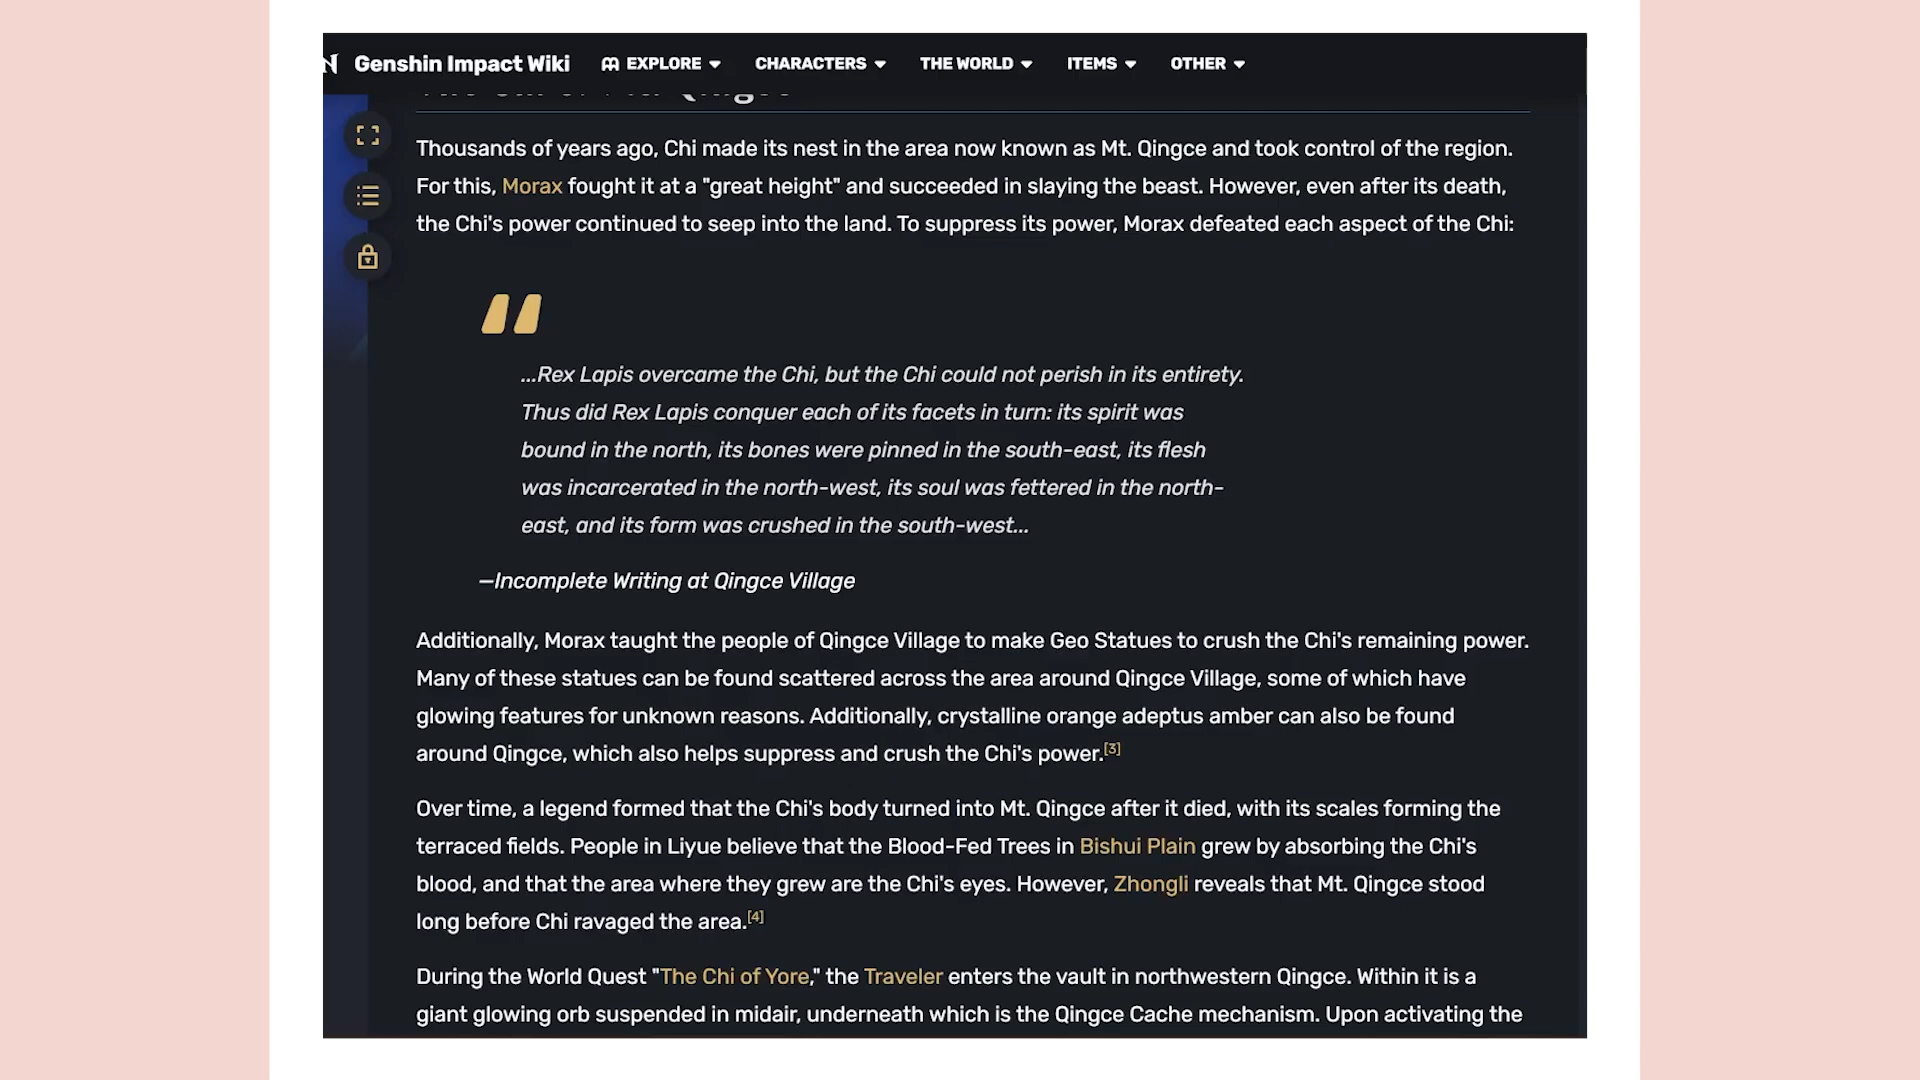 Genshin Impact Wiki EXPLORE CHARACTERS THE WORLD ITEMS OTHER
Thousands of years ago, Chi made its nest in the area now known as Mt. Qingce and took control of the region.
For this, Morax fought it at a "great height" and succeeded in slaying the beast. However, even after its death,
the Chi's power continued to seep into the land. To suppress its power, Morax defeated each aspect of the Chi:
...Rex Lapis overcame the Chi, but the Chi could not perish in its entirety.
Thus did Rex Lapis conquer each of its facets in turn: its spirit was
bound in the north, its bones were pinned in the south-east, its flesh
was incarcerated in the north-west, its soul was fettered in the north-
east, and its form was crushed in the south-west...
—Incomplete Writing at Qingce Village
Additionally, Morax taught the people of Qingce Village to make Geo Statues to crush the Chi's remaining power.
Many of these statues can be found scattered across the area around Qingce Village, some of which have
glowing features for unknown reasons. Additionally, crystalline orange adeptus amber can also be found
around Qingce, which also helps suppress and crush the Chi's power.[3]
Over time, a legend formed that the Chi's body turned into Mt. Qingce after it died, with its scales forming the
terraced fields. People in Liyue believe that the Blood-Fed Trees in Bishui Plain grew by absorbing the Chi's
blood, and that the area where they grew are the Chi's eyes. However, Zhongli reveals that Mt. Qingce stood
long before Chi ravaged the area.[4]
During the World Quest "The Chi of Yore," the Traveler enters the vault in northwestern Qingce. Within it is a
giant glowing orb suspended in midair, underneath which is the Qingce Cache mechanism. Upon activating the